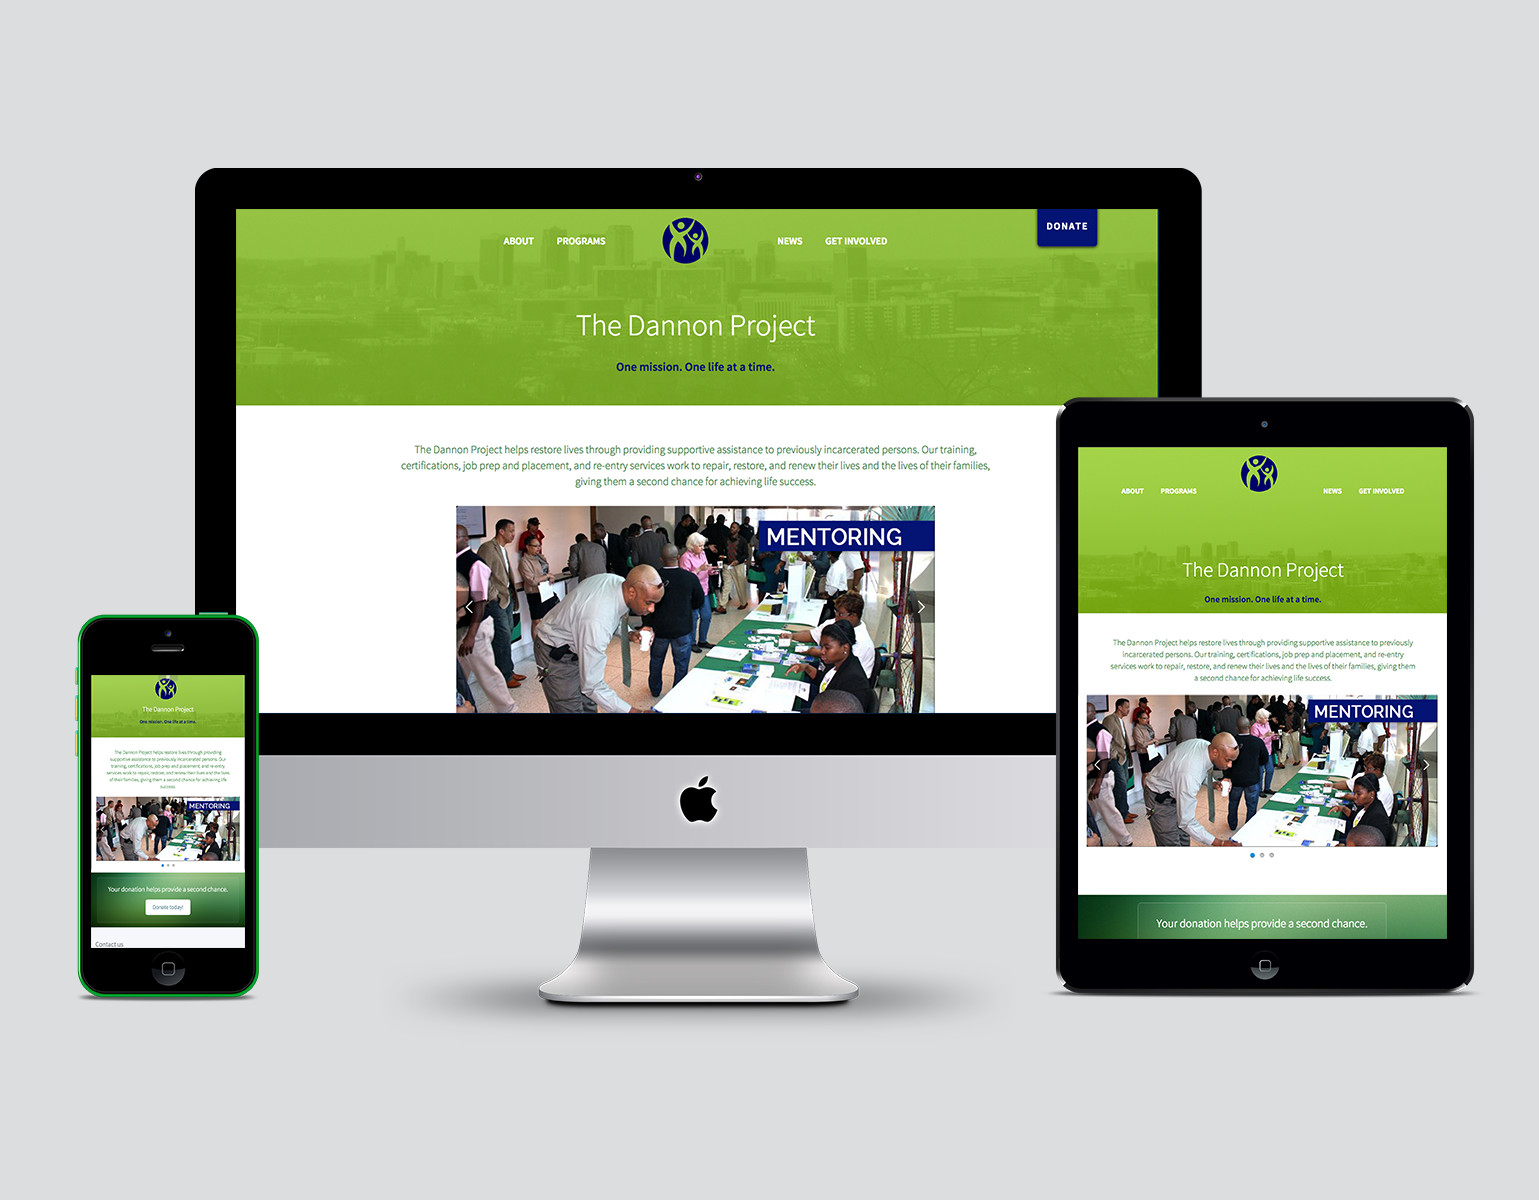 ABOUT
PROGRAMS
NEWS
GET INVOLVED
DONATE
The Dannon Project
One mission. One life at a time.
The Dannon Project helps restore lives through providing supportive assistance to previously incarcerated persons. Our training,
certifications, job prep and placement, and re-entry services work to repair, restore, and renew their lives and the lives of their families,
giving them a second chance for achieving life success.
MENTORING
ABOUT
PROGRAMS
NEWS
GET INVOLVED
The Dannon Project
One mission. One life at a time.
The Dannon Project helps restore lives through providing supportive assistance to previously
incarcerated persons. Our training, certifications, job prep and placement, and re-entry
services work to repair, restore, and renew their lives and the lives of their families, giving them
a second chance for achieving life success.
MENTORING
Your donation helps provide a second chance.
The Dannon Project
One mission. One life at a time.
The Dannon Project helps restore lives through providing
supportive assistance to previously incarcerated persons. Our
training, certifications, job prep and placement, and re-entry
services work to repair, restore, and renew their lives and the lives
of their families, giving them a second chance for achieving life
success.
MENTORING
Your donation helps provide a second chance.
Donate today!
Contact us